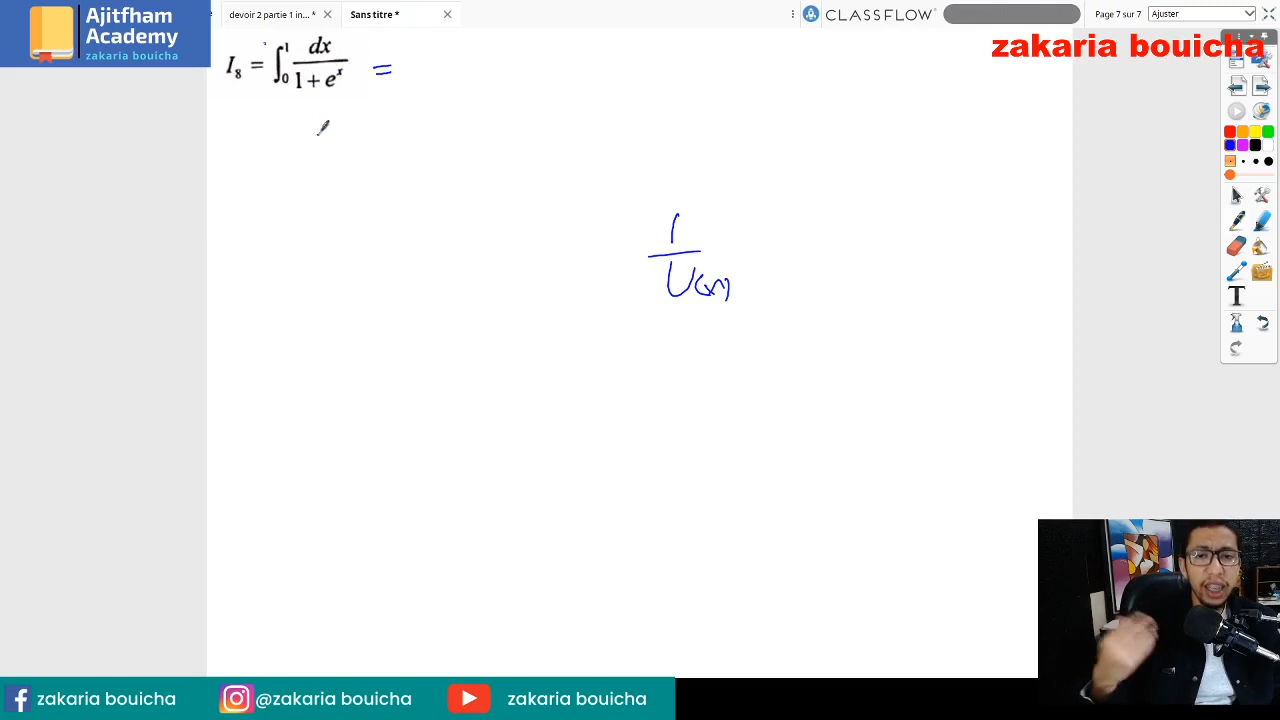 Ajitfham
Academy
zakaria bouicha
devoir 2 partie 1 in... *
Sans titre *
CLASSFLOW
Page 7 sur 7
Ajuster
zakaria bouicha
I₈ = ∫₀¹ dx / (1 + eˣ) =
1
U(x)
T
zakaria bouicha
@zakaria bouicha
zakaria bouicha